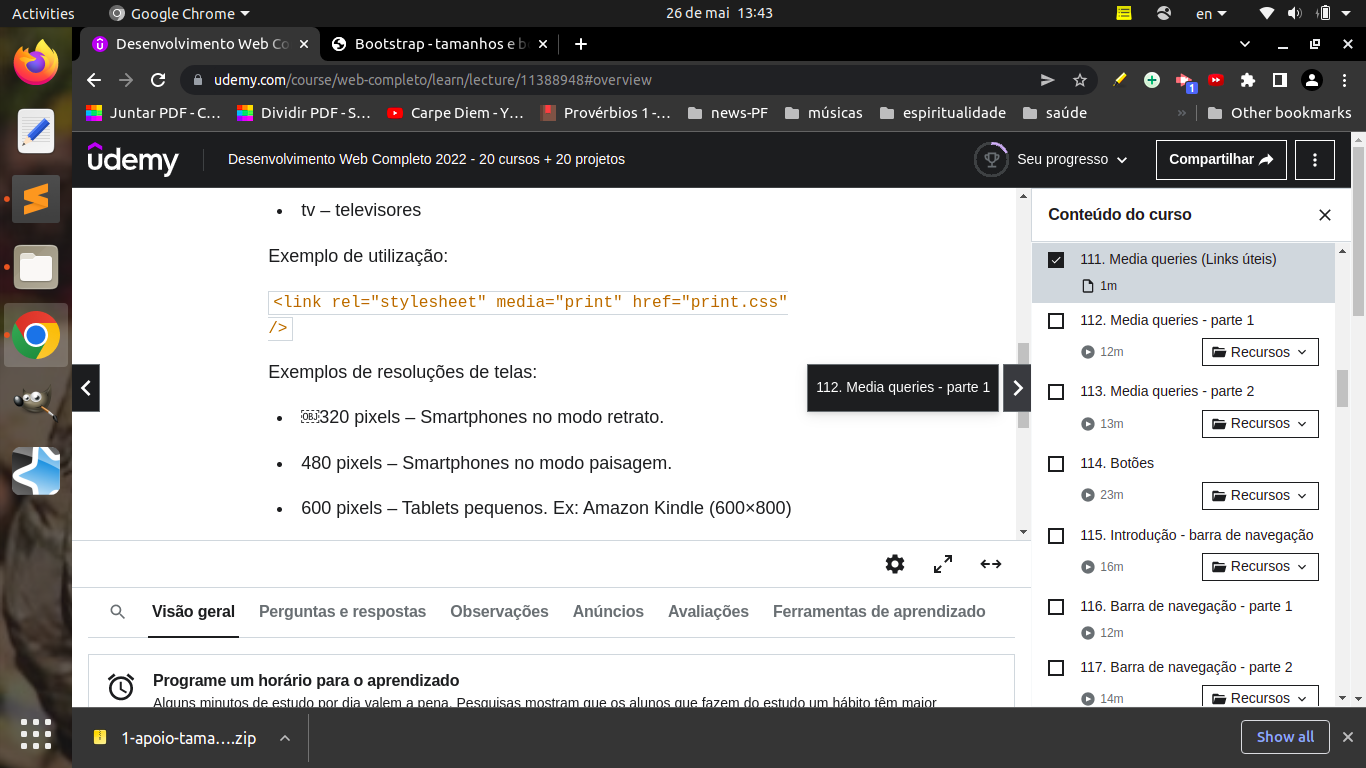 Activities
Google Chrome
26 de mai 13:43
en
Desenvolvimento Web Co
Bootstrap - tamanhos e b
udemy.com/course/web-completo/learn/lecture/11388948#overview
1
Juntar PDF - C…
Dividir PDF - S…
Carpe Diem - Y…
Provérbios 1 -…
news-PF
músicas
espiritualidade
saúde
»
Other bookmarks
udemy
Desenvolvimento Web Completo 2022 - 20 cursos + 20 projetos
Seu progresso
Compartilhar
• tv – televisores
Exemplo de utilização:
<link rel="stylesheet" media="print" href="print.css"
/>
Exemplos de resoluções de telas:
• 320 pixels – Smartphones no modo retrato.
• 480 pixels – Smartphones no modo paisagem.
• 600 pixels – Tablets pequenos. Ex: Amazon Kindle (600×800)
112. Media queries - parte 1
Visão geral
Perguntas e respostas
Observações
Anúncios
Avaliações
Ferramentas de aprendizado
Programe um horário para o aprendizado
Alguns minutos de estudo por dia valem a pena. Pesquisas mostram que os alunos que fazem do estudo um hábito têm maior
Conteúdo do curso
111. Media queries (Links úteis)
1m
112. Media queries - parte 1
12m
Recursos
113. Media queries - parte 2
13m
Recursos
114. Botões
23m
Recursos
115. Introdução - barra de navegação
16m
Recursos
116. Barra de navegação - parte 1
12m
117. Barra de navegação - parte 2
14m
Recursos
1-apoio-tama….zip
Show all